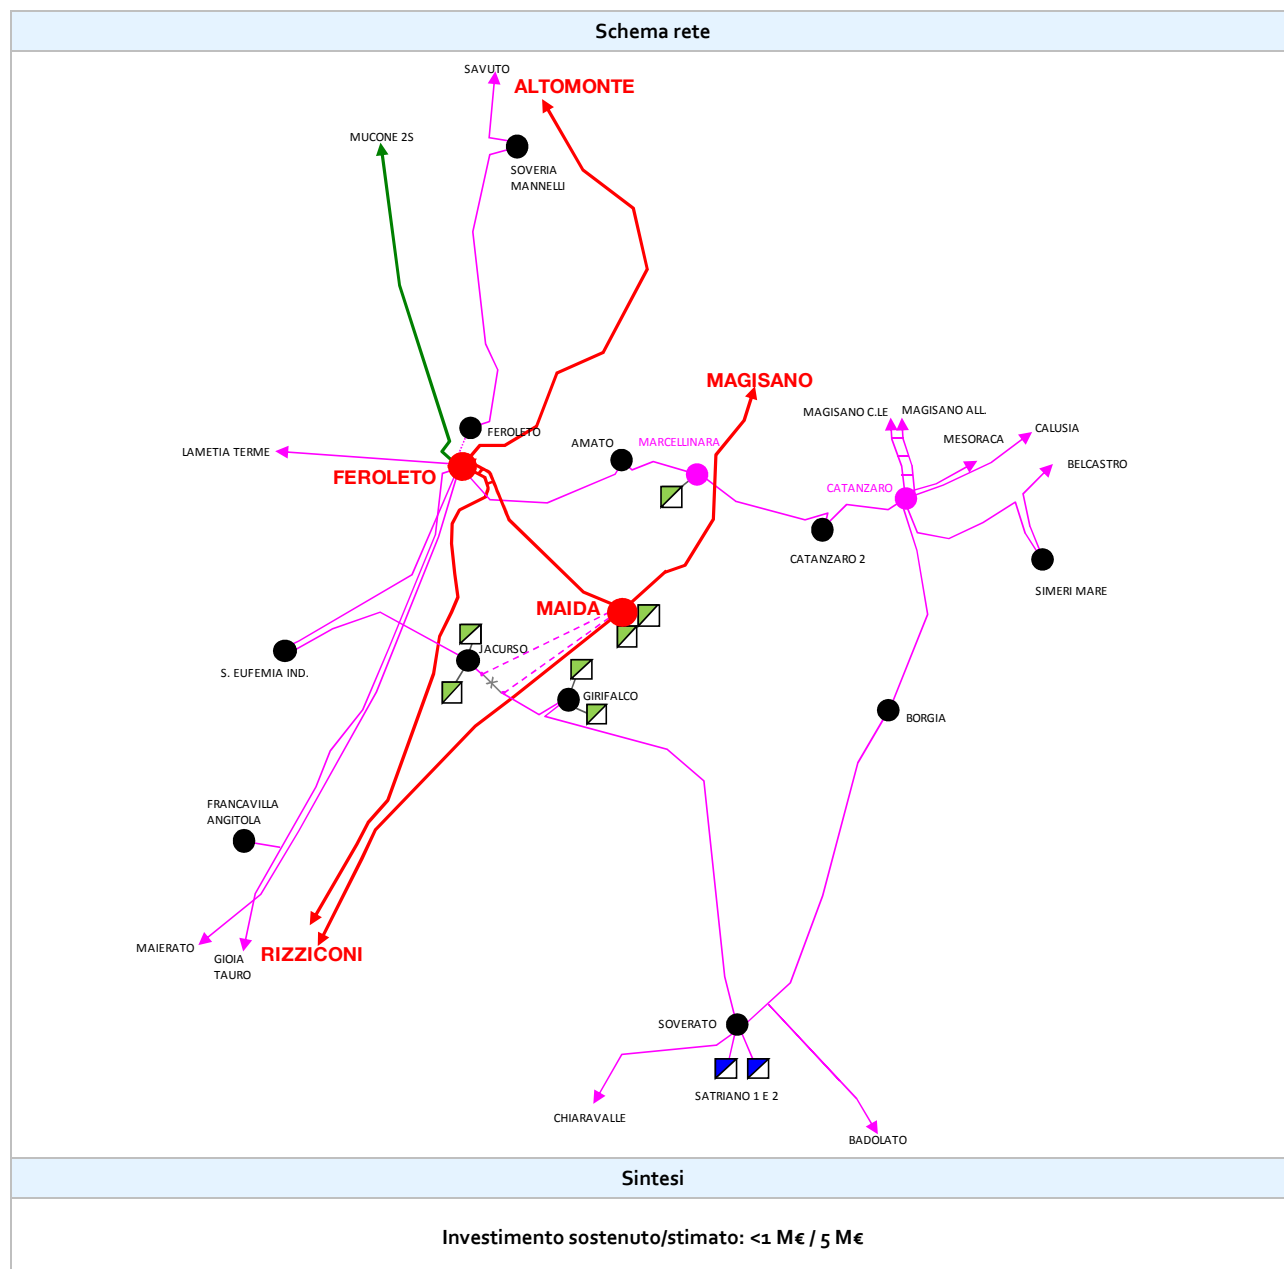 Schema rete
SAVUTO
ALTOMONTE
MUCONE 2S
SOVERIA
MANNELLI
MAGISANO
MAGISANO C.LE
MAGISANO ALL.
CALUSIA
MESORACA
FEROLETO
AMATO
MARCELLINARA
LAMETIA TERME
BELCASTRO
FEROLETO
CATANZARO
CATANZARO 2
SIMERI MARE
MAIDA
JACURSO
S. EUFEMIA IND.
GIRIFALCO
BORGIA
FRANCAVILLA
ANGITOLA
MAIERATO
GIOIA
TAURO
RIZZICONI
SOVERATO
SATRIANO 1 E 2
CHIARAVALLE
BADOLATO
Sintesi
Investimento sostenuto/stimato: <1 M€ / 5 M€